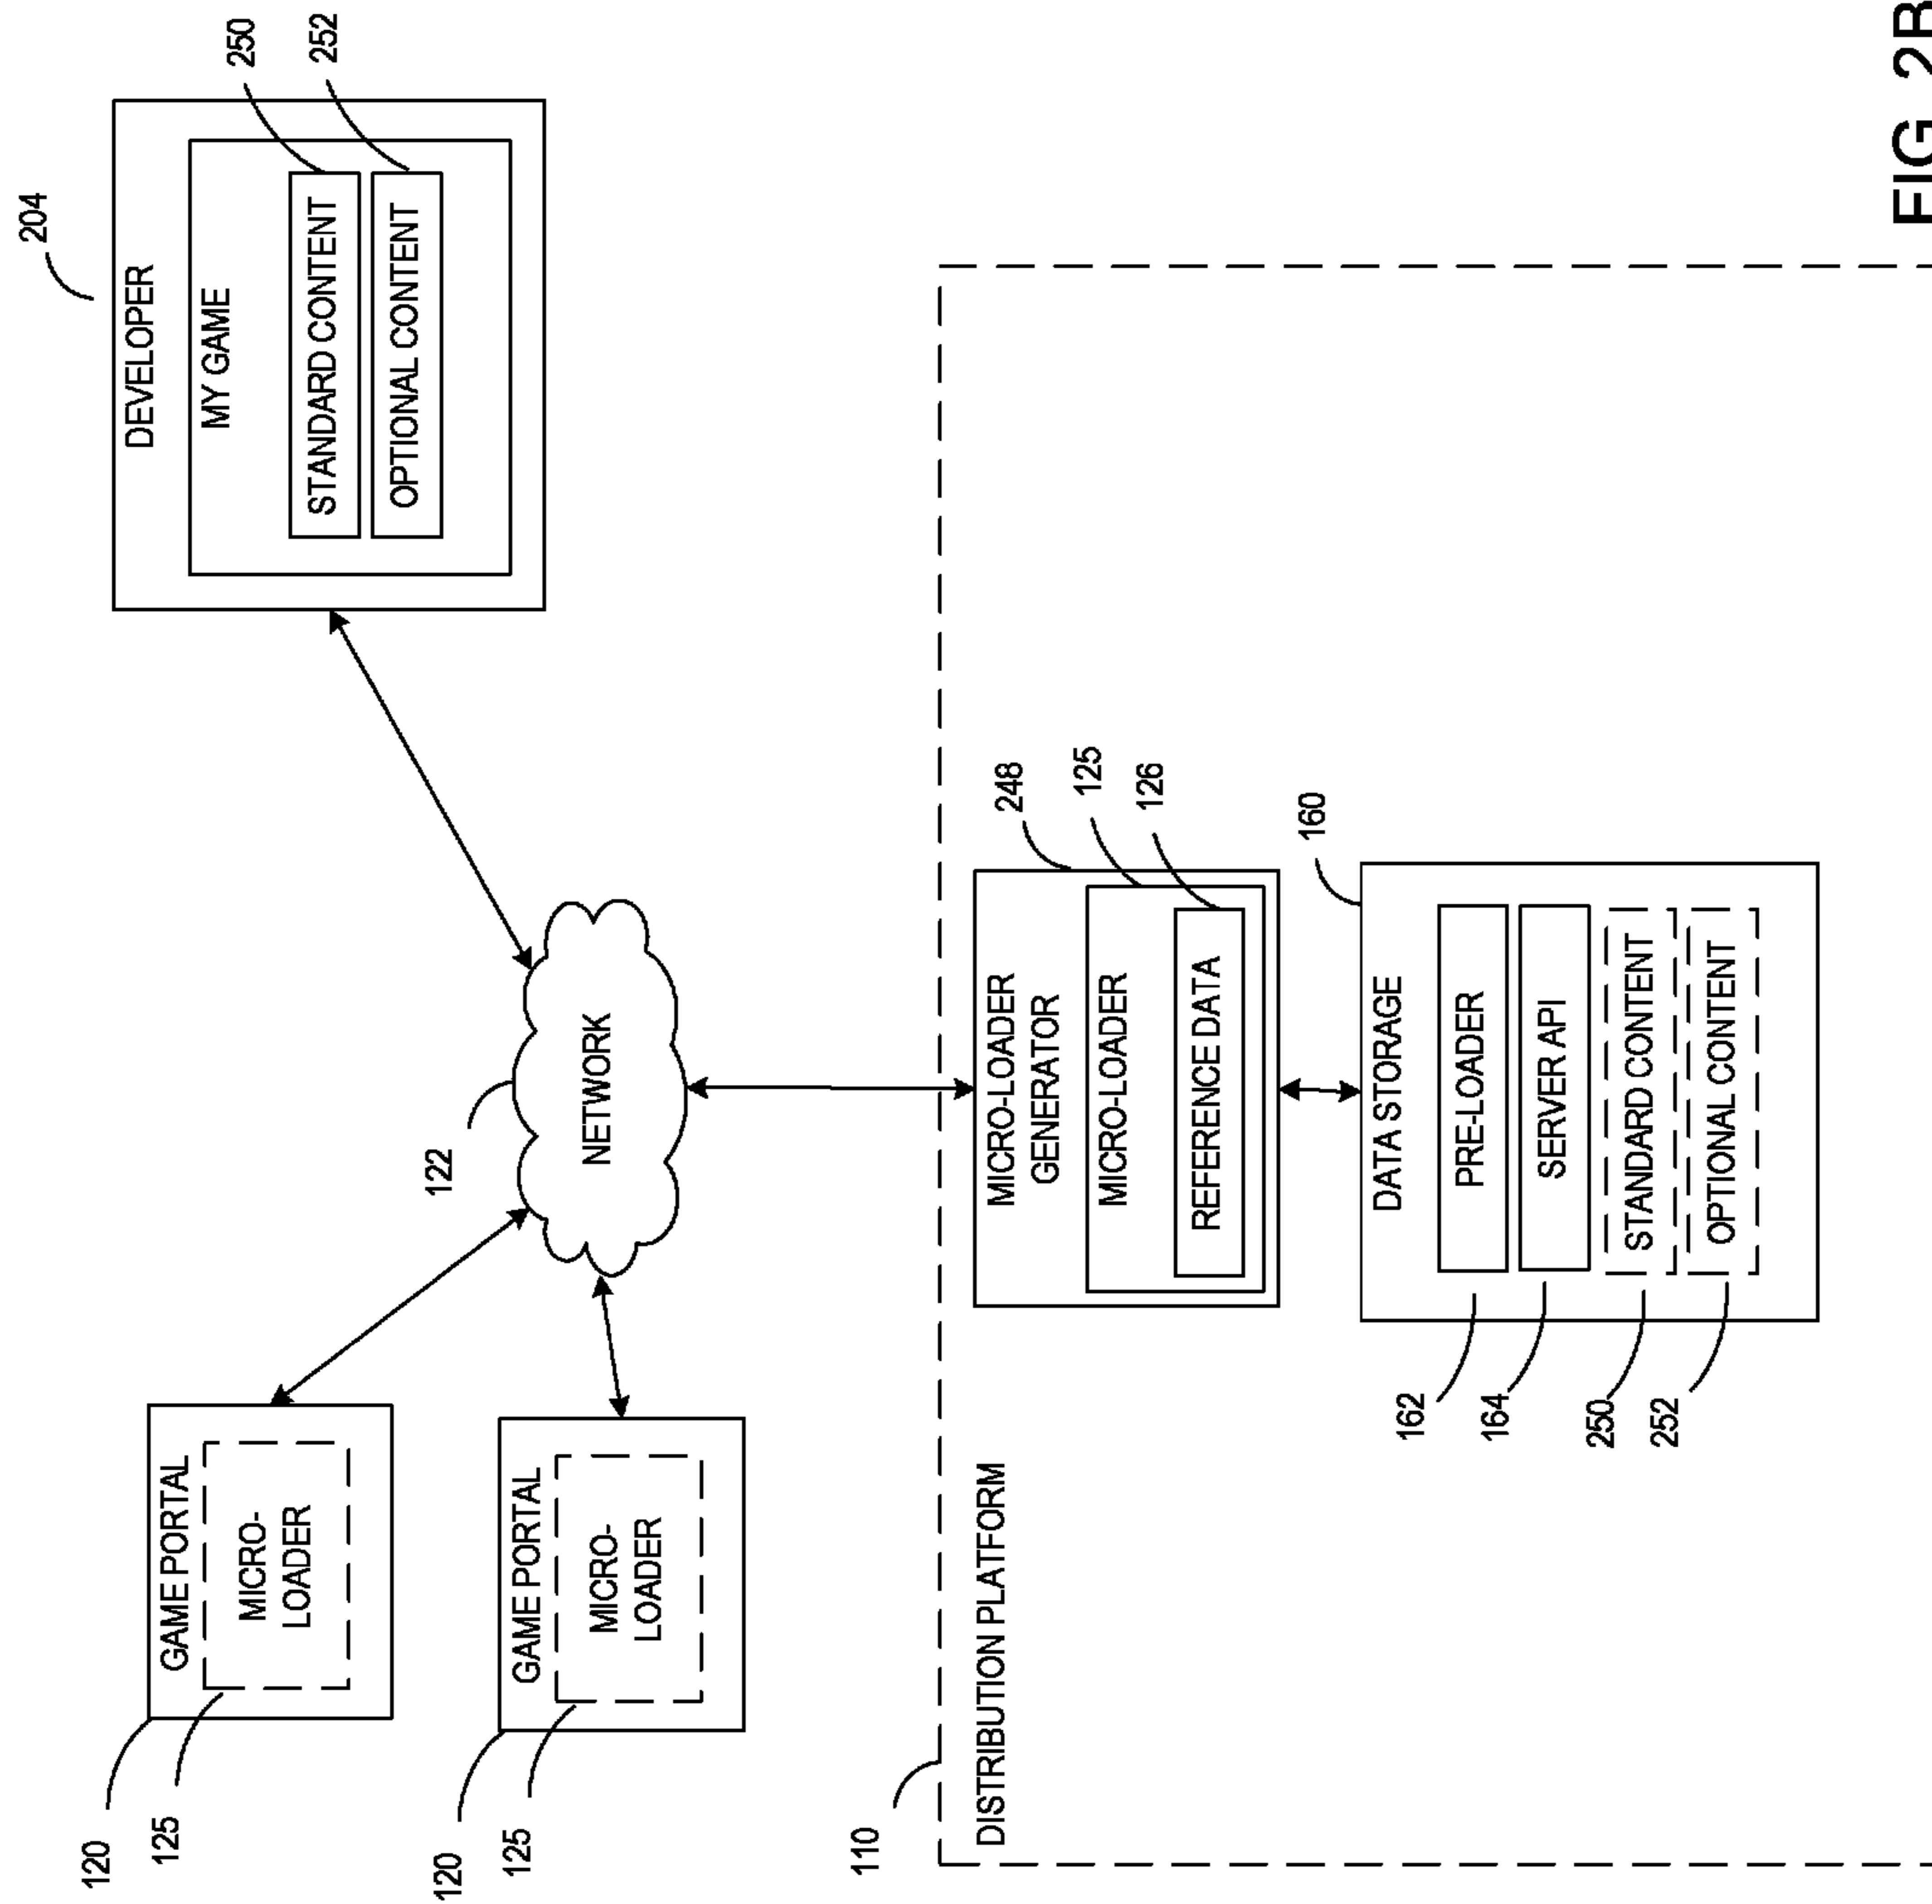 204
DEVELOPER
MY GAME
STANDARD CONTENT
OPTIONAL CONTENT
250
252
GAME PORTAL
MICRO-
LOADER
120
125
GAME PORTAL
MICRO-
LOADER
120
125
122
NETWORK
110
DISTRIBUTION PLATFORM
MICRO-LOADER
GENERATOR
MICRO-LOADER
REFERENCE DATA
248
125
126
160
DATA STORAGE
PRE-LOADER
SERVER API
STANDARD CONTENT
OPTIONAL CONTENT
162
164
250
252
FIG. 2B